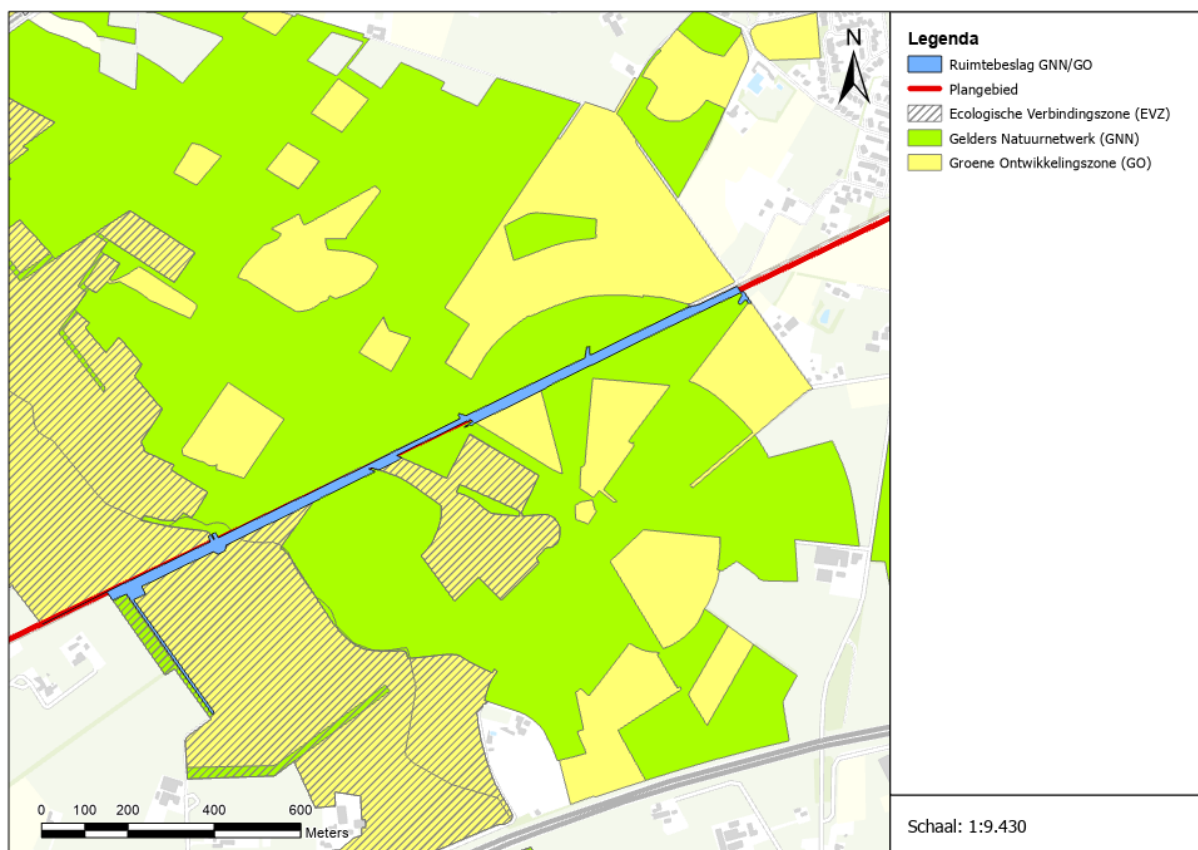 Legenda
Ruimtebeslag GNN/GO
Plangebied
Ecologische Verbindingszone (EVZ)
Gelders Natuurnetwerk (GNN)
Groene Ontwikkelingszone (GO)
N
0 100 200 400 600
Meters
Schaal: 1:9.430